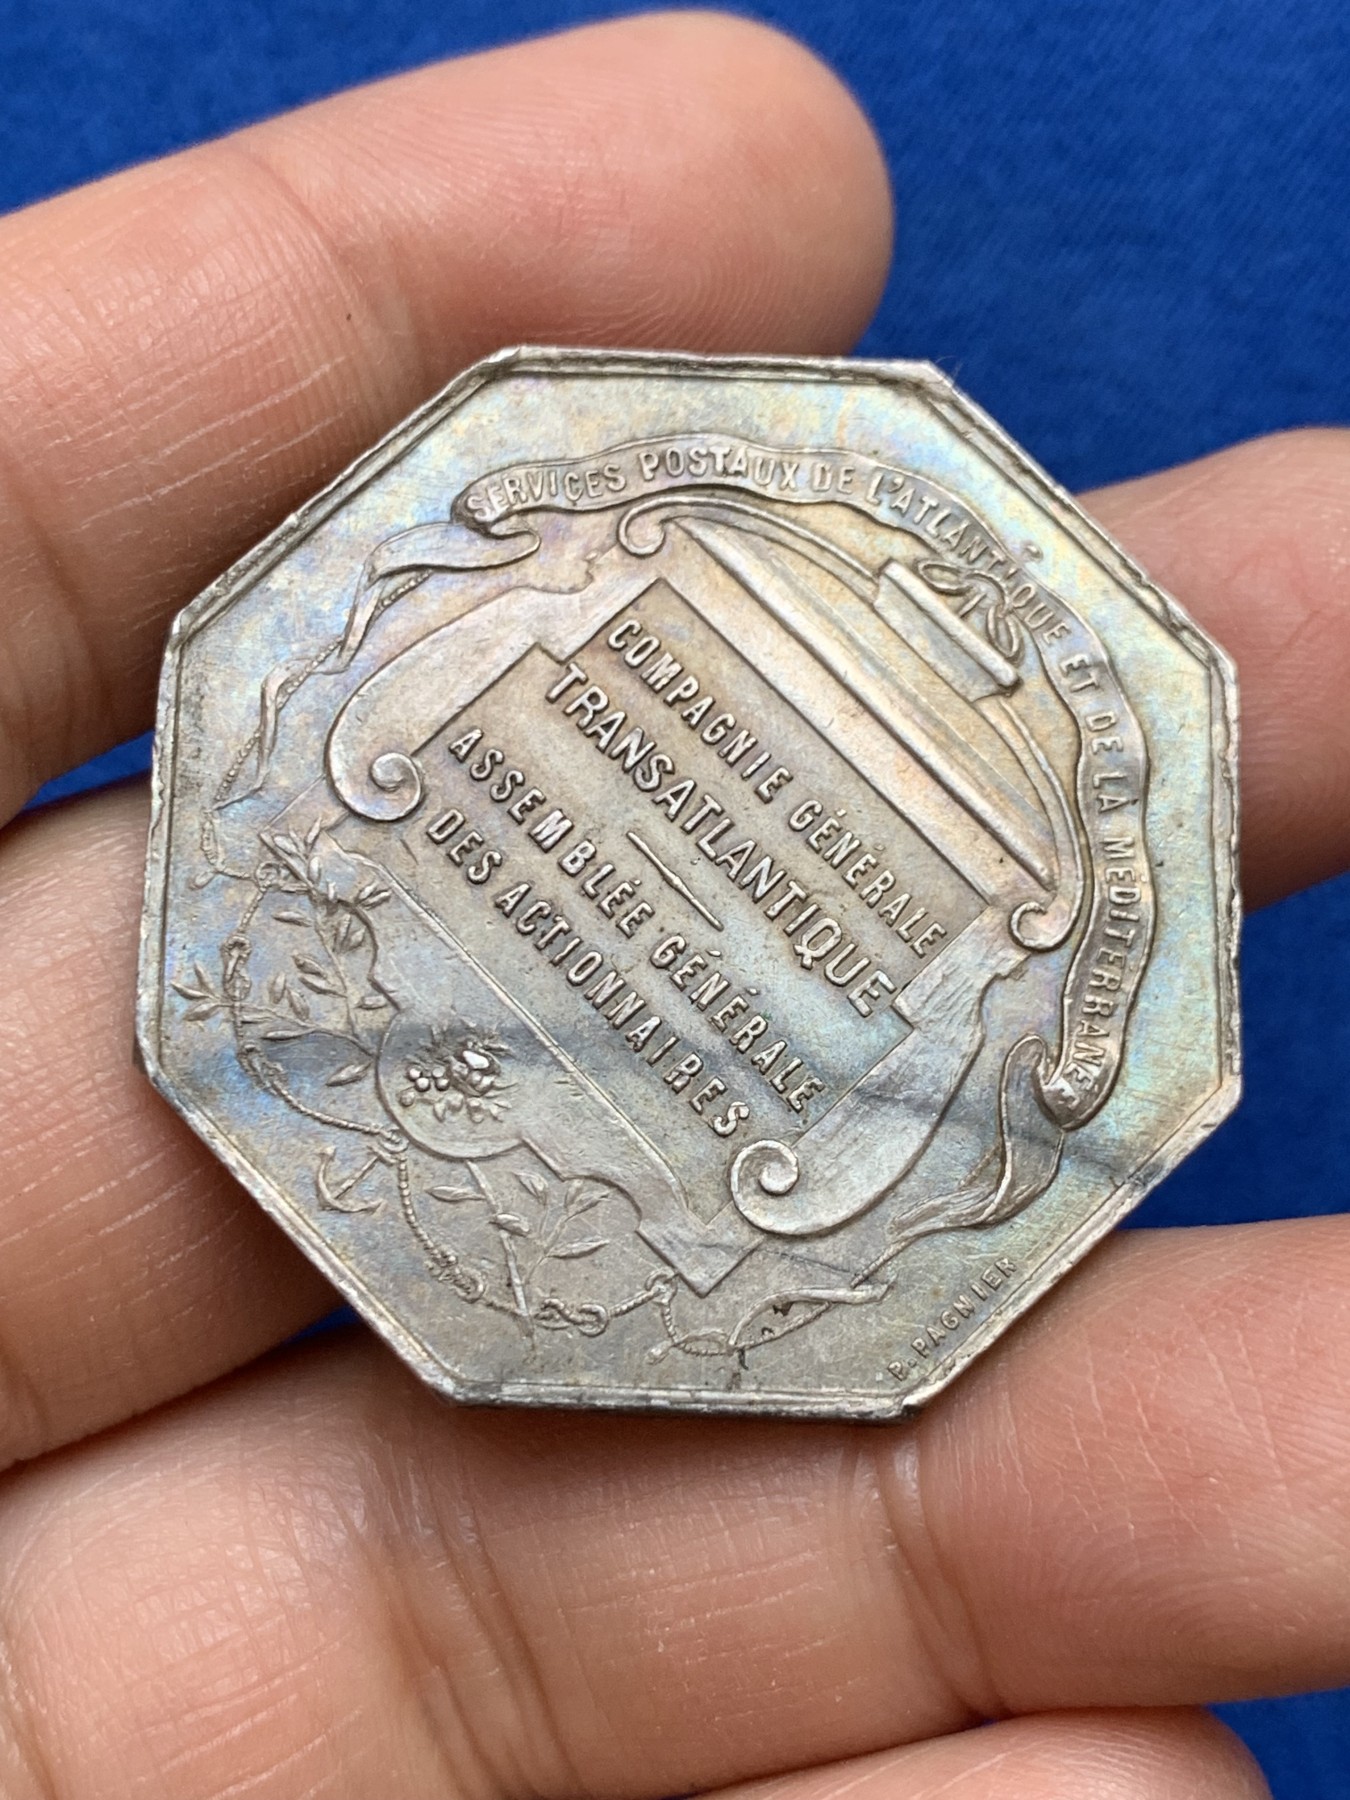 SERVICES POSTAUX DE L'ATLANTIQUE ET DE LA MÉDITERRANÉE
COMPAGNIE GÉNÉRALE
TRANSATLANTIQUE
ASSEMBLÉE GÉNÉRALE
DES ACTIONNAIRES
P. PAGNIER